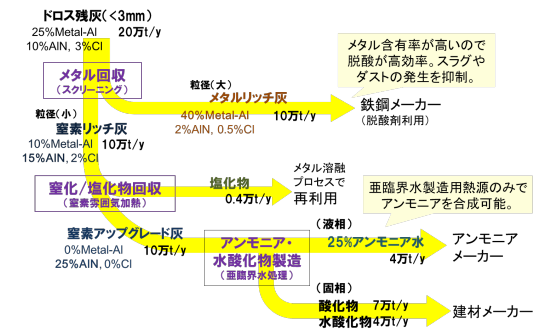 ドロス残灰(<3mm)
25%Metal-Al 20万t/y
10%AlN, 3%Cl
メタル含有率が高いので
脱酸が高効率。スラグや
ダストの発生を抑制。
メタル回収
(スクリーニング)
粒径(大)
メタルリッチ灰
40%Metal-Al 10万t/y
2%AlN, 0.5%Cl
鉄鋼メーカー
(脱酸剤利用)
粒径(小)
窒素リッチ灰
10%Metal-Al 10万t/y
15%AlN, 2%Cl
窒化/塩化物回収
(窒素雰囲気加熱)
塩化物
0.4万t/y
メタル溶融
プロセスで
再利用
亜臨界水製造用熱源のみで
アンモニアを合成可能。
窒素アップグレード灰
0%Metal-Al 10万t/y
25%AlN, 0%Cl
アンモニア・
水酸化物製造
(亜臨界水処理)
(液相)
25%アンモニア水
4万t/y
アンモニア
メーカー
(固相)
酸化物 7万t/y
水酸化物4万t/y
建材メーカー